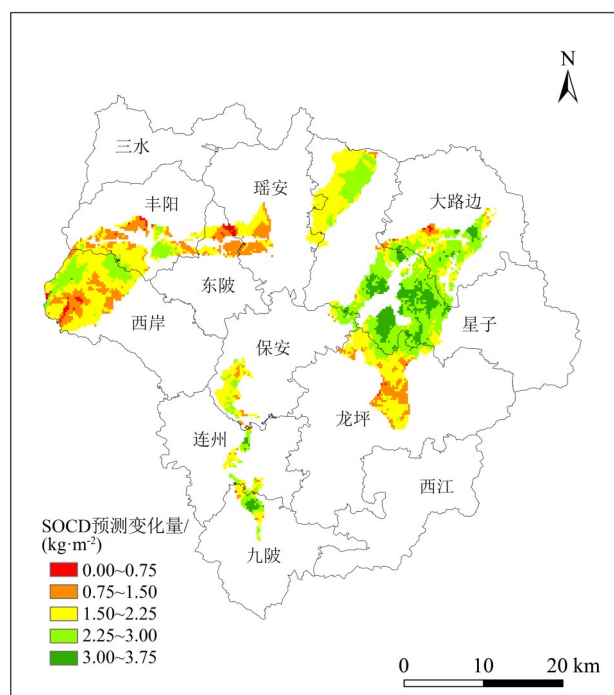 N
三水
瑶安
丰阳
大路边
东陂
西岸
星子
保安
龙坪
连州
西江
九陂
SOCD预测变化量/
(kg·m⁻²)
0.00~0.75
0.75~1.50
1.50~2.25
2.25~3.00
3.00~3.75
0 10 20 km